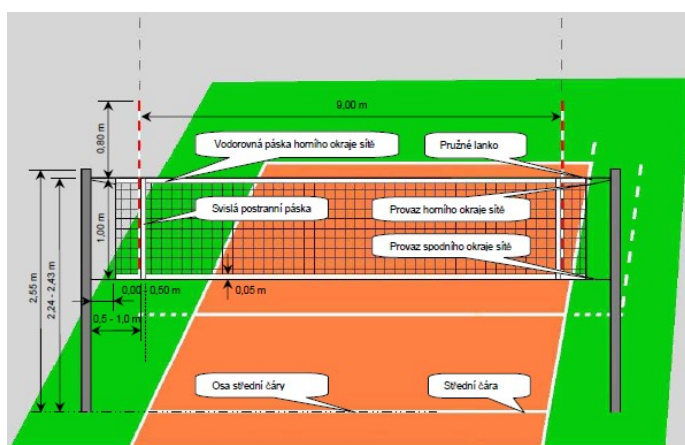 9,00 m
0,80 m
Vodorovná páska horního okraje sítě
Pružné lanko
Svislá postranní páska
Provaz horního okraje sítě
1,00 m
Provaz spodního okraje sítě
2,55 m
2,24 - 2,43 m
0,00 - 0,50 m
0,05 m
0,5 - 1,0 m
Osa střední čáry
Střední čára